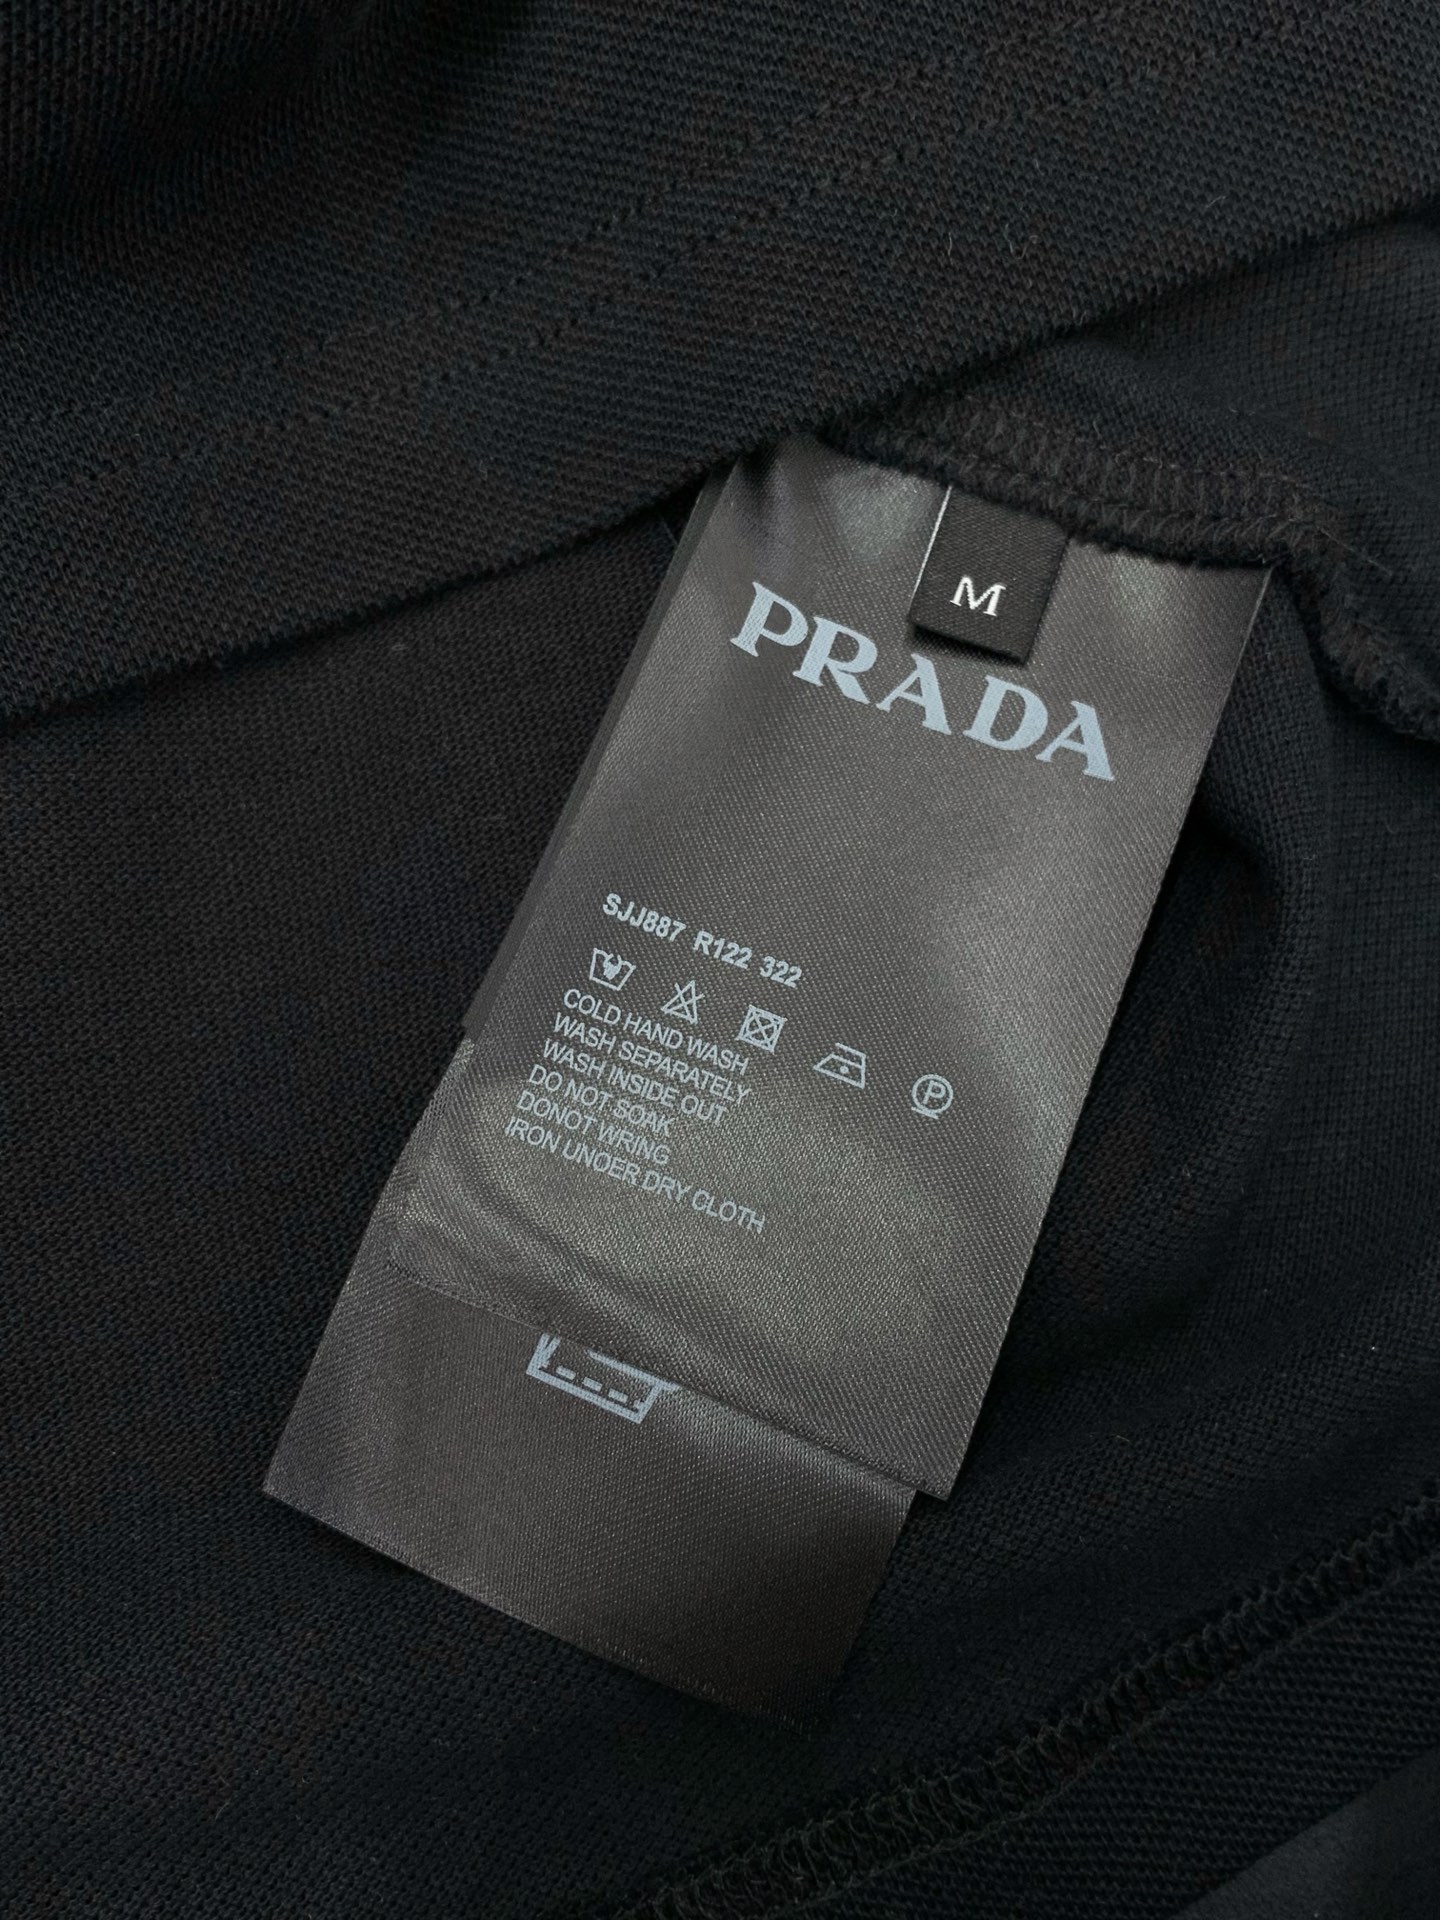 M
PRADA
SJJ887 R122 322
P
COLD HAND WASH
WASH SEPARATELY
WASH INSIDE OUT
DO NOT SOAK
DONOT WRING
IRON UNOER DRY CLOTH